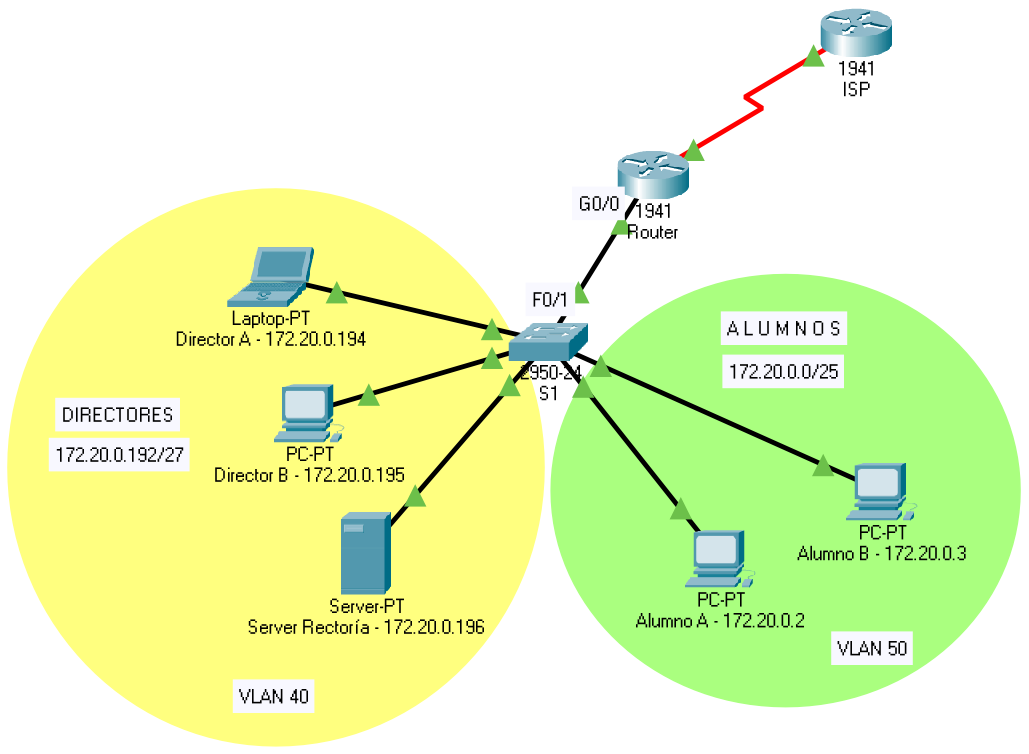 1941
ISP
G0/0
1941
Router
F0/1
Laptop-PT
Director A - 172.20.0.194
A L U M N O S
172.20.0.0/25
2950-24
S1
DIRECTORES
172.20.0.192/27
PC-PT
Director B - 172.20.0.195
PC-PT
Alumno B - 172.20.0.3
Server-PT
Server Rectoría - 172.20.0.196
PC-PT
Alumno A - 172.20.0.2
VLAN 50
VLAN 40